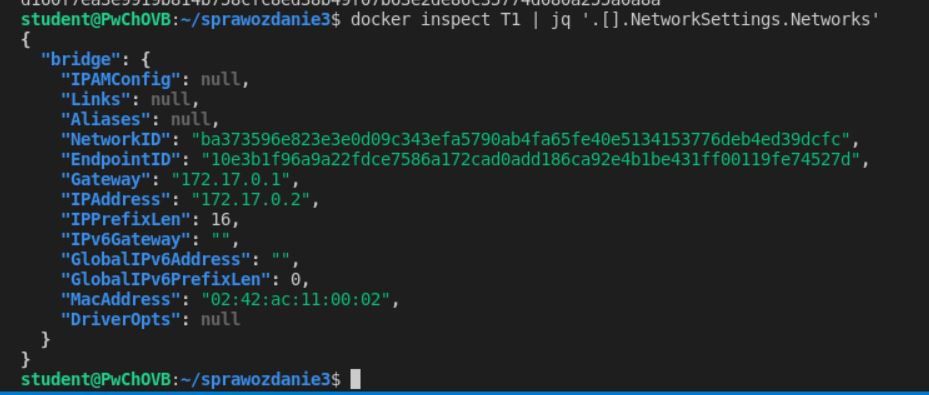 student@PwChOVB:~/sprawozdanie3$ docker inspect T1 | jq '.[].NetworkSettings.Networks'
{
  "bridge": {
    "IPAMConfig": null,
    "Links": null,
    "Aliases": null,
    "NetworkID": "ba373596e823e3e0d09c343efa5790ab4fa65fe40e5134153776deb4ed39dcfc",
    "EndpointID": "10e3b1f96a9a22fdce7586a172cad0add186ca92e4b1be431ff00119fe74527d",
    "Gateway": "172.17.0.1",
    "IPAddress": "172.17.0.2",
    "IPPrefixLen": 16,
    "IPv6Gateway": "",
    "GlobalIPv6Address": "",
    "GlobalIPv6PrefixLen": 0,
    "MacAddress": "02:42:ac:11:00:02",
    "DriverOpts": null
  }
}
student@PwChOVB:~/sprawozdanie3$